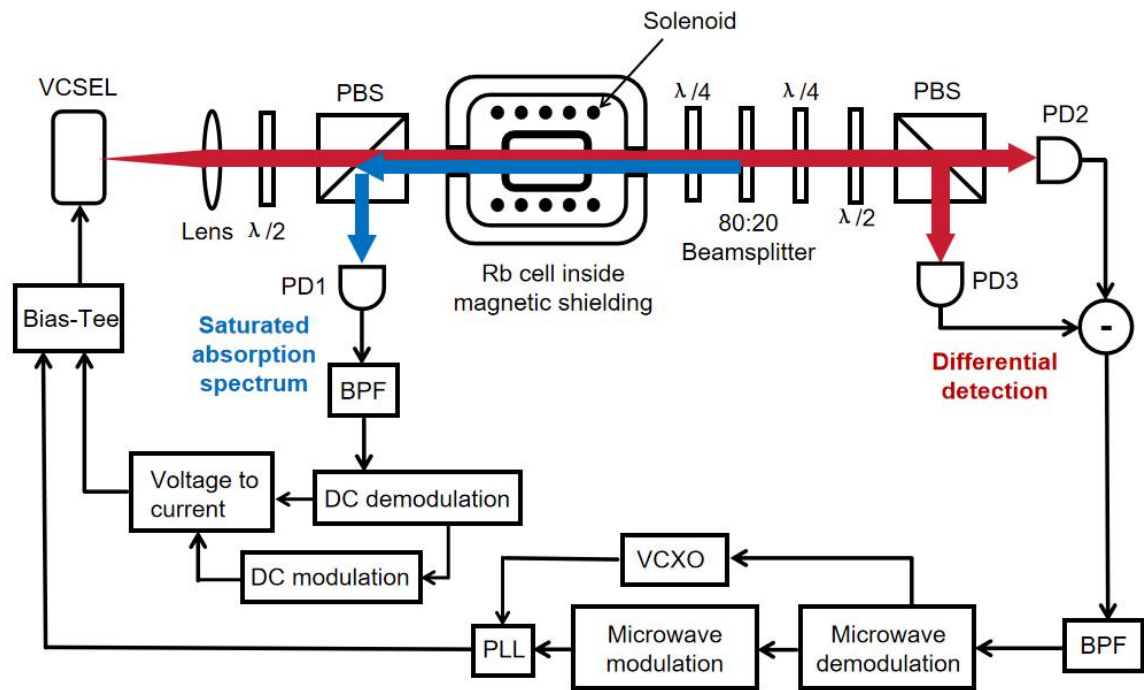 Solenoid
VCSEL
PBS
λ/4
λ/4
PBS
PD2
Lens
λ/2
80:20
Beamsplitter
λ/2
Rb cell inside
magnetic shielding
PD1
PD3
Bias-Tee
Saturated
absorption
spectrum
-
Differential
detection
BPF
Voltage to
current
DC demodulation
DC modulation
VCXO
PLL
Microwave
modulation
Microwave
demodulation
BPF